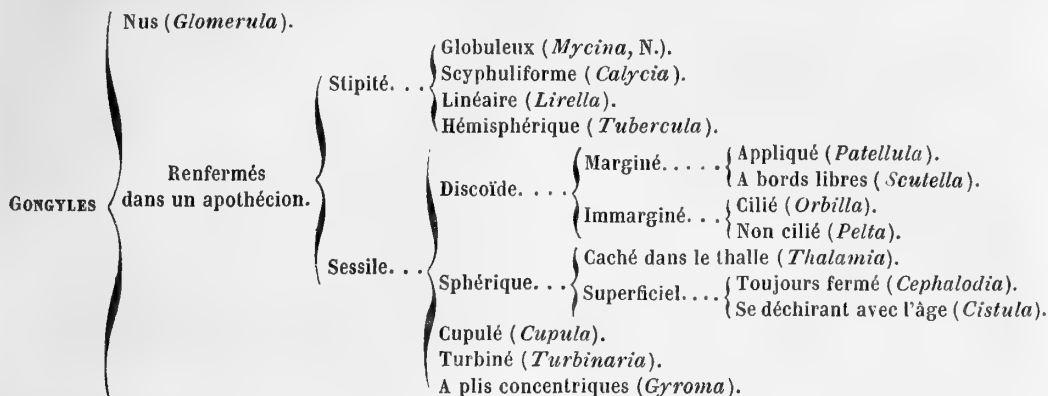 Nus (Glomerula).
Globuleux (Mycina, N.).
Scyphuliforme (Calycia).
Stipité. . .
Linéaire (Lirella).
Hémisphérique (Tubercula).
Marginé. . . . .
Appliqué (Patellula).
A bords libres (Scutella).
Renfermés
Discoïde. . . .
GONGYLES
dans un apothécion.
Immarginé. . .
Cilié (Orbilla).
Non cilié (Pelta).
Sessile. . .
Caché dans le thalle (Thalamia).
Sphérique. . .
Superficiel. . . .
Toujours fermé (Cephalodia).
Se déchirant avec l'âge (Cistula).
Cupulé (Cupula).
Turbiné (Turbinaria).
A plis concentriques (Gyroma).